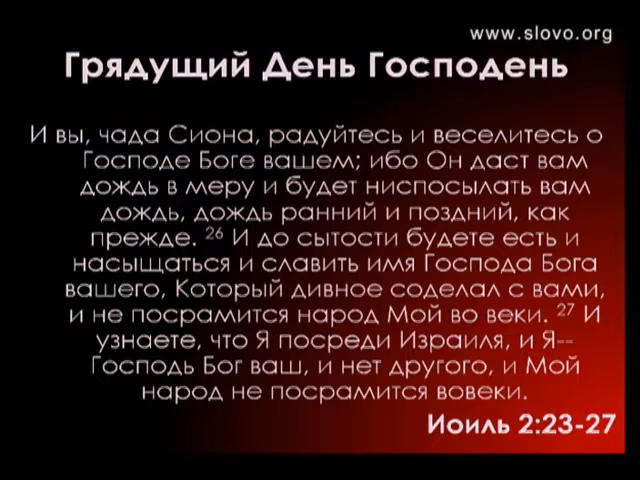 www.slovo.org
Грядущий День Господень
И вы, чада Сиона, радуйтесь и веселитесь о
Господе Боге вашем; ибо Он даст вам
дождь в меру и будет ниспосылать вам
дождь, дождь ранний и поздний, как
прежде. 26 И до сытости будете есть и
насыщаться и славить имя Господа Бога
вашего, Который дивное соделал с вами,
и не посрамится народ Мой во веки. 27 И
узнаете, что Я посреди Израиля, и Я--
Господь Бог ваш, и нет другого, и Мой
народ не посрамится вовеки.
Иоиль 2:23-27